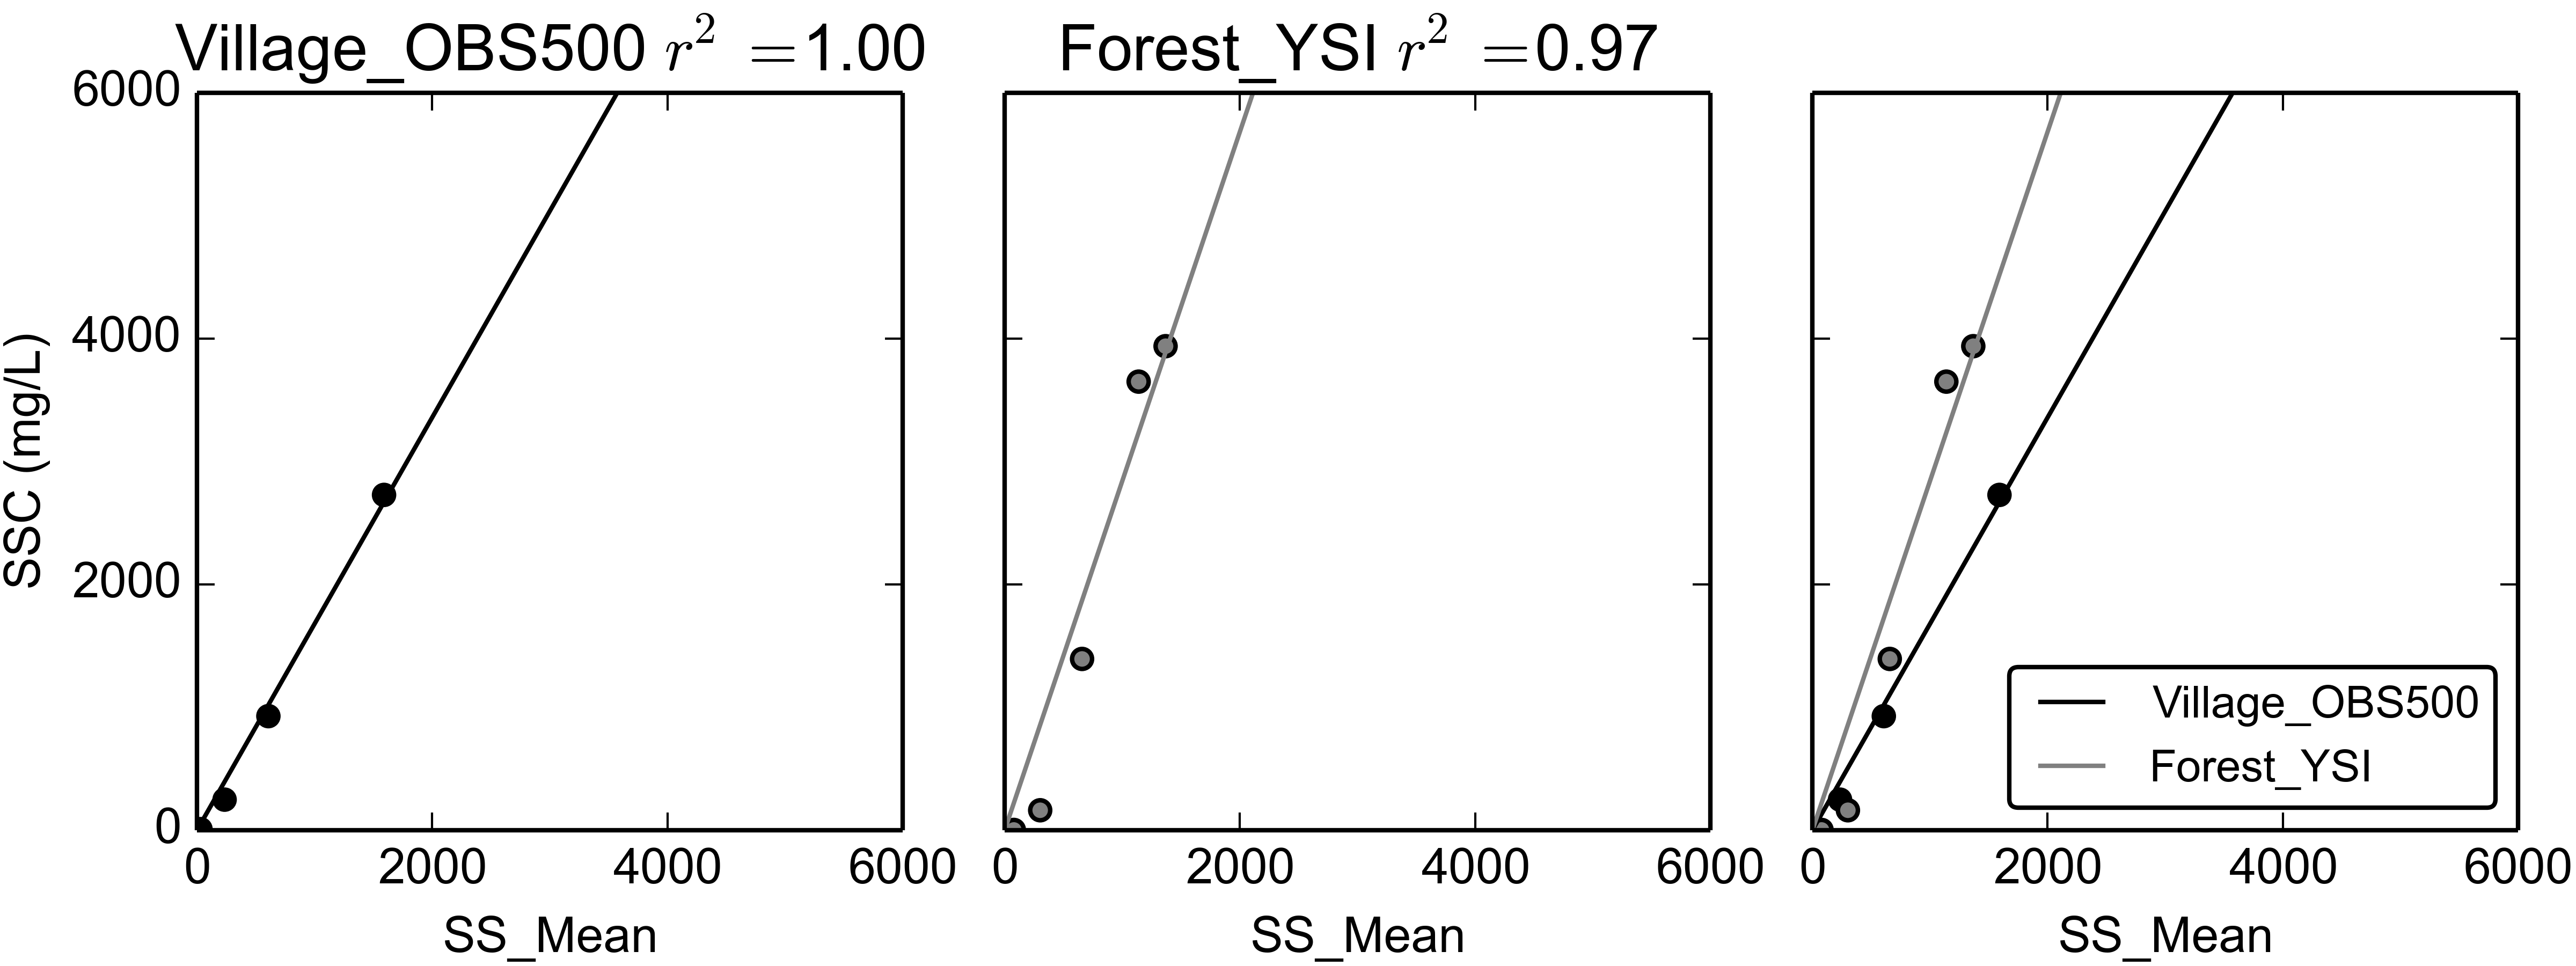 Village_OBS500 r² =1.00
Forest_YSI r² =0.97
SSC (mg/L)
6000
4000
2000
0
0 2000 4000 6000
0 2000 4000 6000
0 2000 4000 6000
SS_Mean
SS_Mean
SS_Mean
Village_OBS500
Forest_YSI